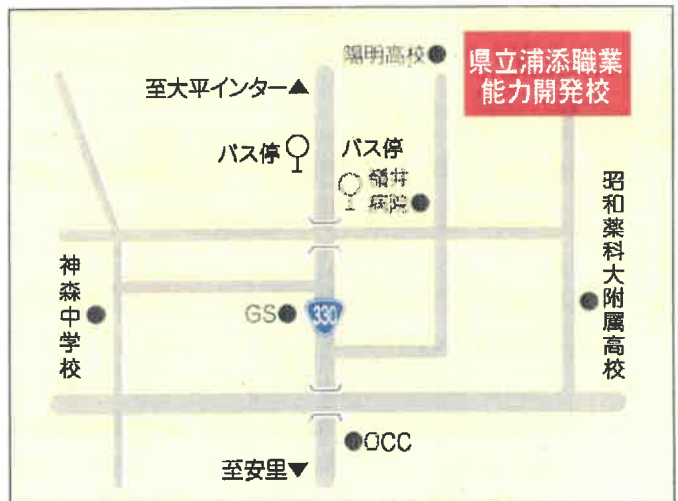 陽明高校
県立浦添職業
能力開発校
至大平インター▲
バス停
バス停
嶺井
病院
昭和薬科大附属高校
神森中学校
GS
330
OCC
至安里▼